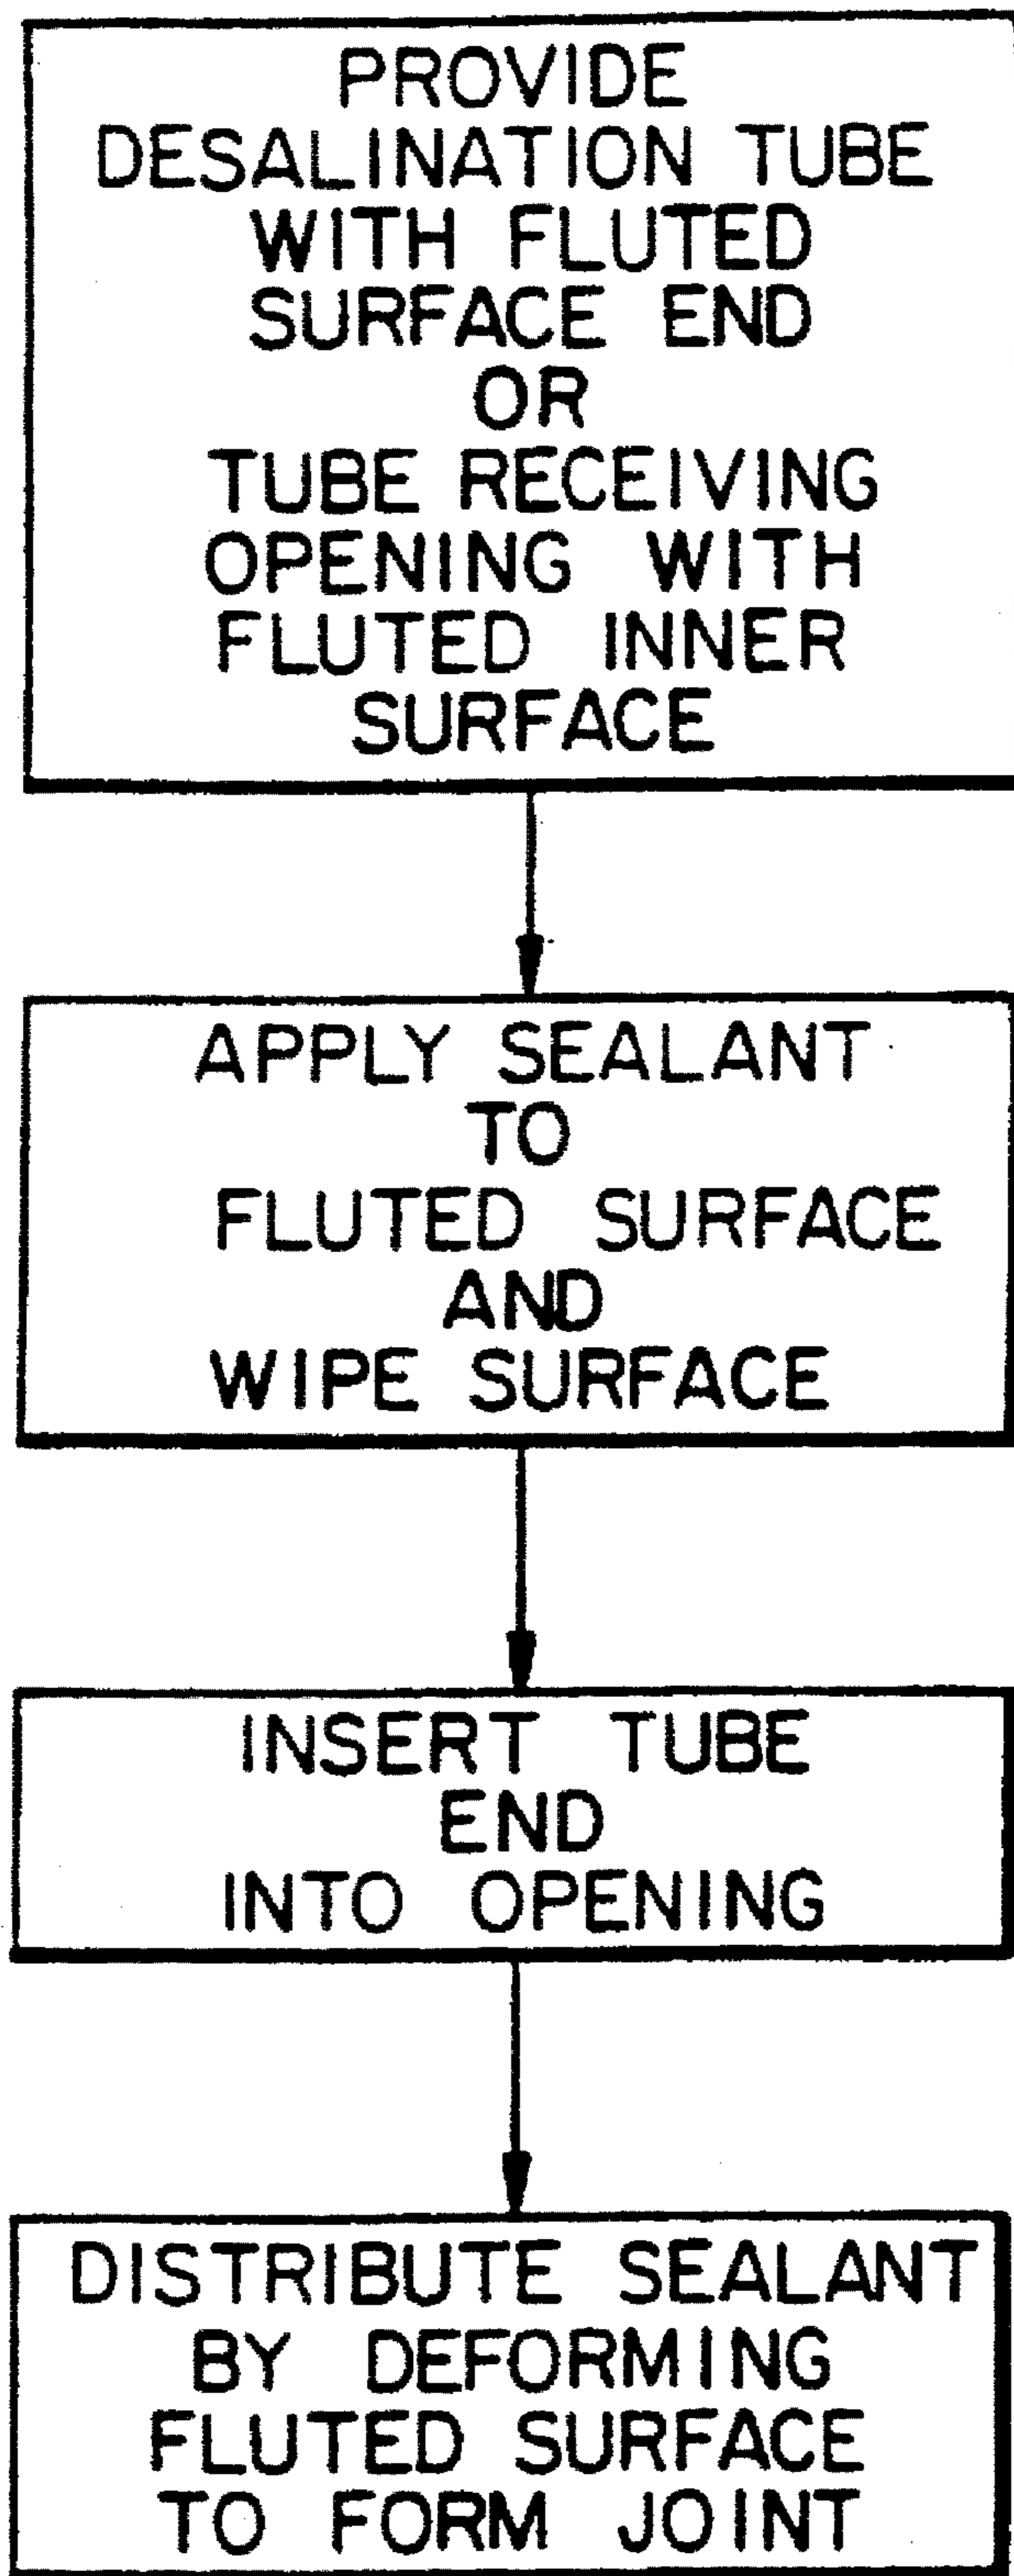 PROVIDE
DESALINATION TUBE
WITH FLUTED
SURFACE END
OR
TUBE RECEIVING
OPENING WITH
FLUTED INNER
SURFACE
APPLY SEALANT
TO
FLUTED SURFACE
AND
WIPE SURFACE
INSERT TUBE
END
INTO OPENING
DISTRIBUTE SEALANT
BY DEFORMING
FLUTED SURFACE
TO FORM JOINT